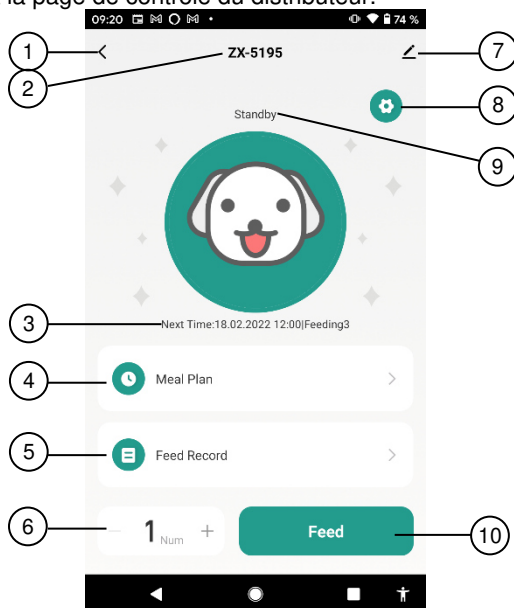 la page de contrôle du distributeur.
09:20 74 %
1 ZX-5195 7
2
8
Standby
9
3 Next Time:18.02.2022 12:00|Feeding3
4 Meal Plan
5 Feed Record
6 1 Num + Feed 10